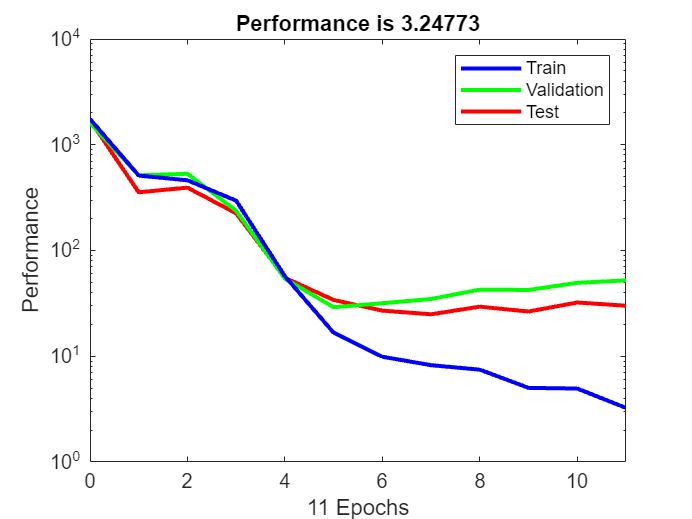 Performance is 3.24773
10^4
10^3
10^2
10^1
10^0
Performance
Train
Validation
Test
0 2 4 6 8 10
11 Epochs